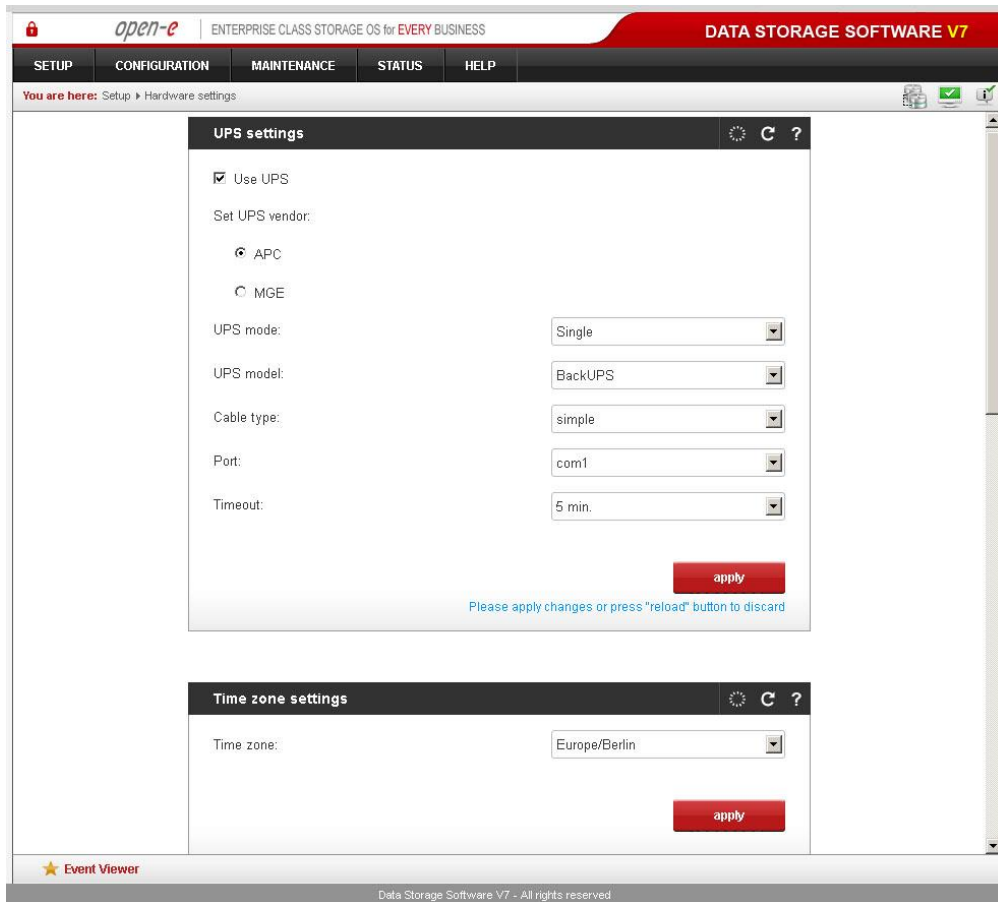 open-e ENTERPRISE CLASS STORAGE OS for EVERY BUSINESS DATA STORAGE SOFTWARE V7
SETUP CONFIGURATION MAINTENANCE STATUS HELP
You are here: Setup ▸ Hardware settings
UPS settings ?
Use UPS
Set UPS vendor:
APC
MGE
UPS mode: Single
UPS model: BackUPS
Cable type: simple
Port: com1
Timeout: 5 min.
apply
Please apply changes or press "reload" button to discard
Time zone settings ?
Time zone: Europe/Berlin
apply
Event Viewer
Data Storage Software V7 - All rights reserved